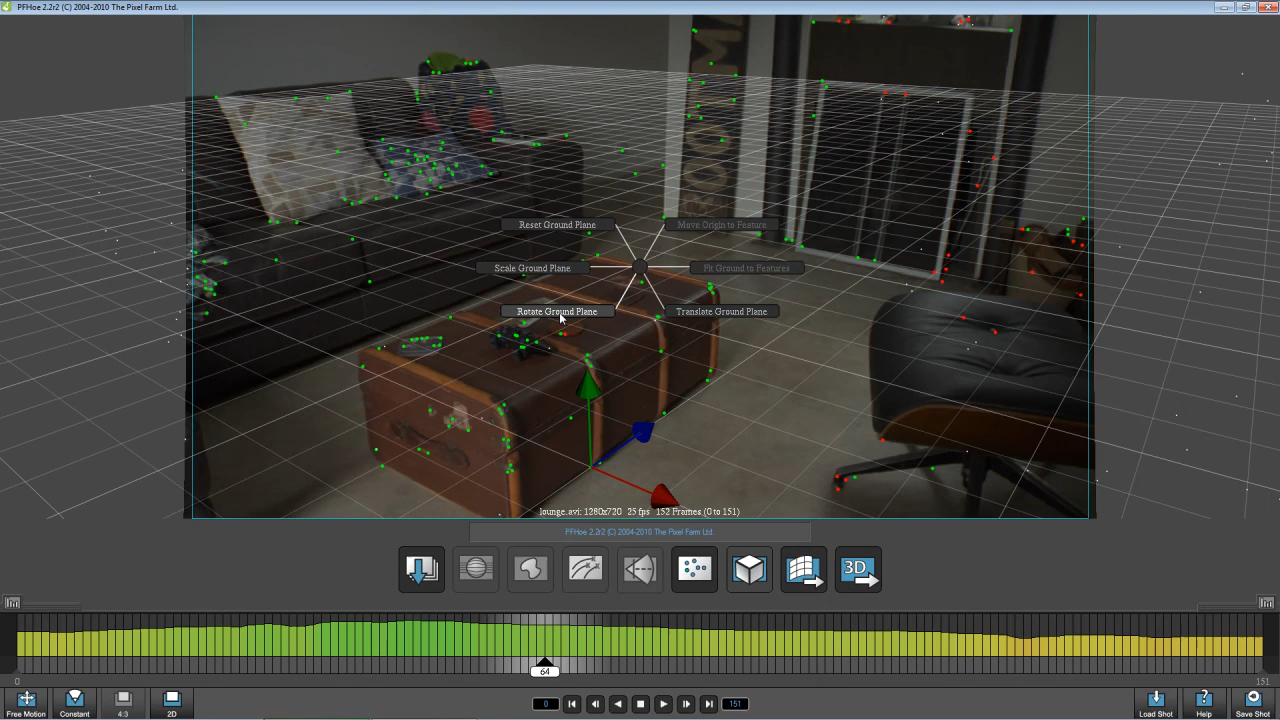 PFHoe 2.2r2 (C) 2004-2010 The Pixel Farm Ltd.
Reset Ground Plane
Move Origin to Feature
Scale Ground Plane
Fit Ground to Features
Rotate Ground Plane
Translate Ground Plane
lounge.avi: 1280x720 25 fps 152 Frames (0 to 151)
PFHoe 2.2r2 (C) 2004-2010 The Pixel Farm Ltd.
3D
64
0
151
Free Motion
Constant
4:3
2D
0
151
Load Shot
?
Help
Save Shot